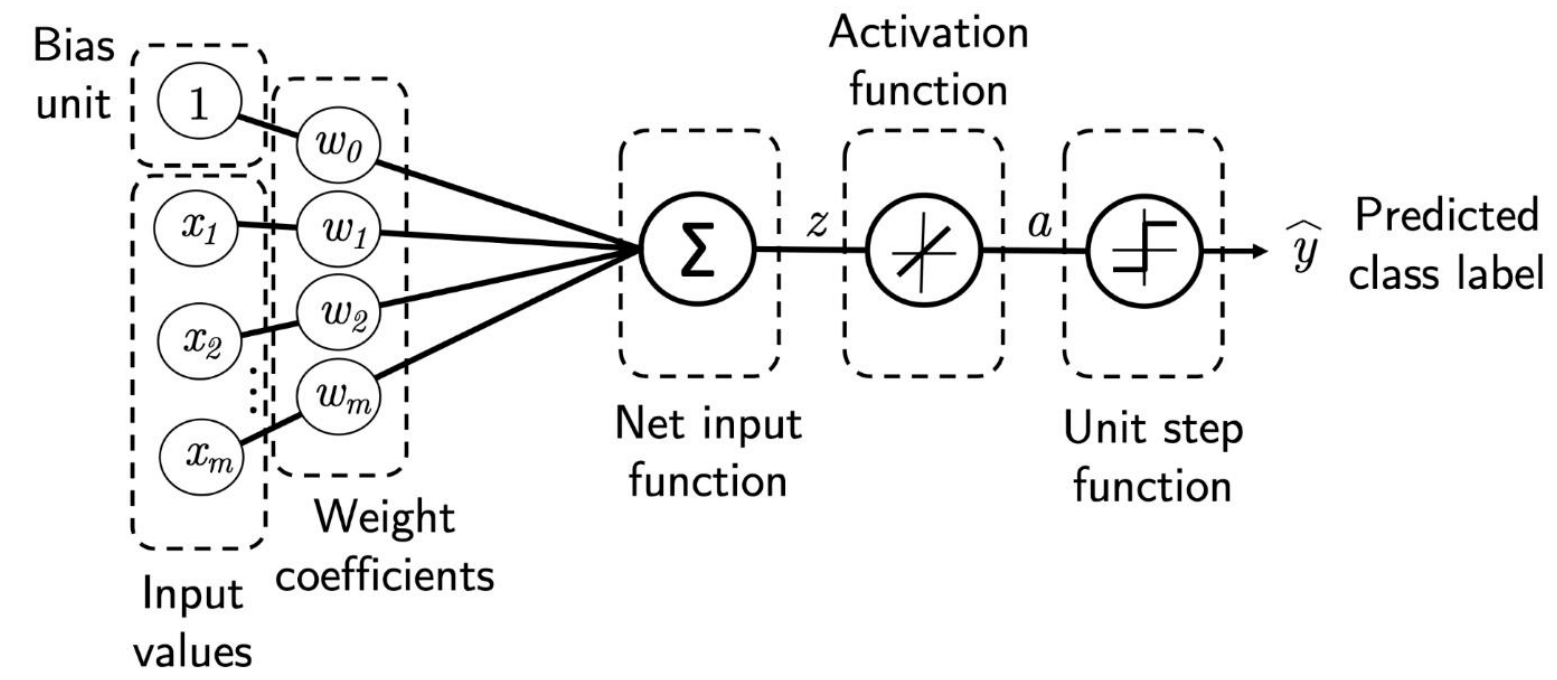 Bias
unit
1
w₀
x₁
w₁
x₂
w₂
⋮
xₘ
wₘ
Input
values
Weight
coefficients
Σ
Net input
function
z
Activation
function
a
Unit step
function
ŷ
Predicted
class label